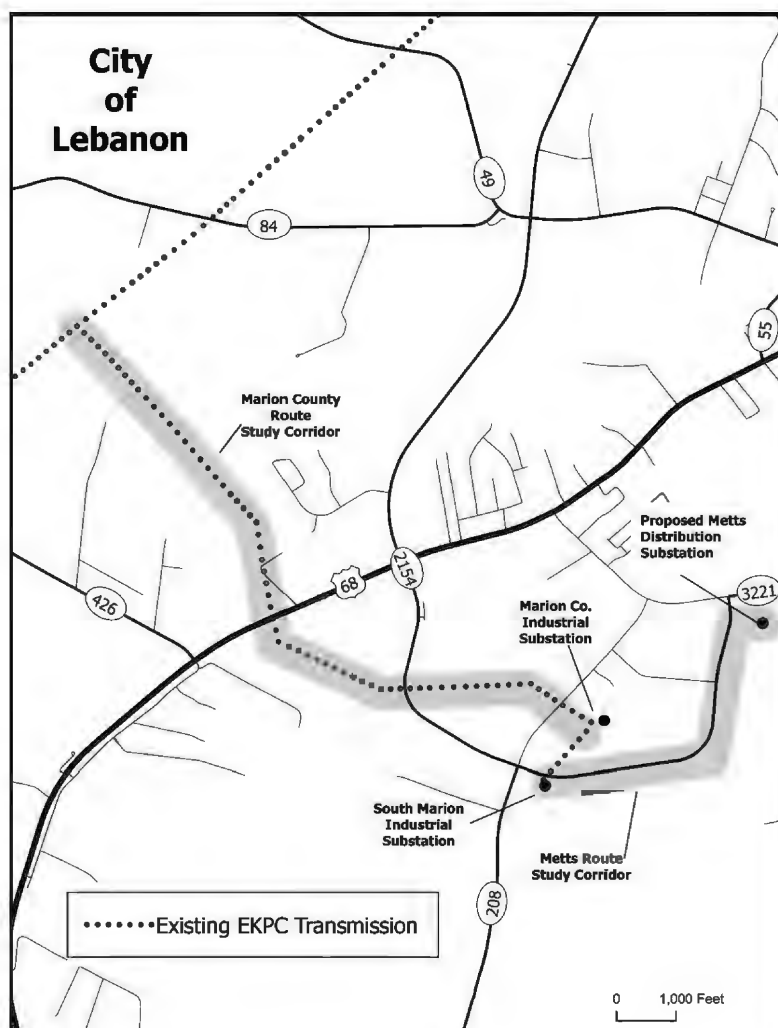 City
of
Lebanon
49
84
55
Marion County
Route
Study Corridor
Proposed Metts
Distribution
Substation
2154
68
3221
426
Marion Co.
Industrial
Substation
South Marion
Industrial
Substation
Metts Route
Study Corridor
208
Existing EKPC Transmission
0 1,000 Feet